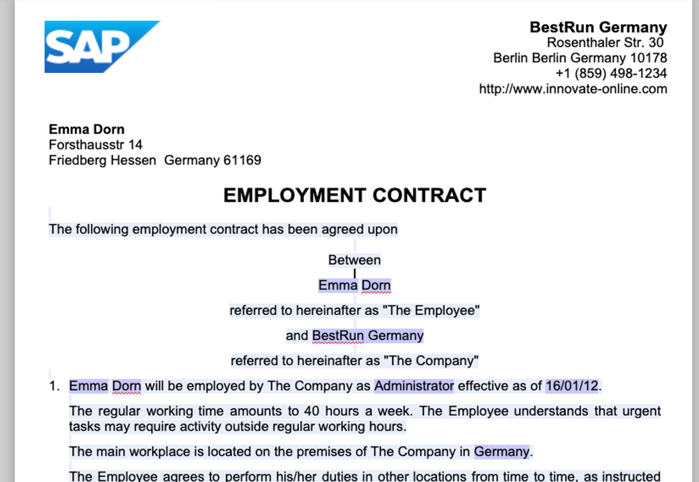 SAP
BestRun Germany
Rosenthaler Str. 30
Berlin Berlin Germany 10178
+1 (859) 498-1234
http://www.innovate-online.com
Emma Dorn
Forsthausstr 14
Friedberg Hessen Germany 61169
EMPLOYMENT CONTRACT
The following employment contract has been agreed upon
Between
Emma Dorn
referred to hereinafter as "The Employee"
and BestRun Germany
referred to hereinafter as "The Company"
1. Emma Dorn will be employed by The Company as Administrator effective as of 16/01/12.
The regular working time amounts to 40 hours a week. The Employee understands that urgent
tasks may require activity outside regular working hours.
The main workplace is located on the premises of The Company in Germany.
The Employee agrees to perform his/her duties in other locations from time to time, as instructed